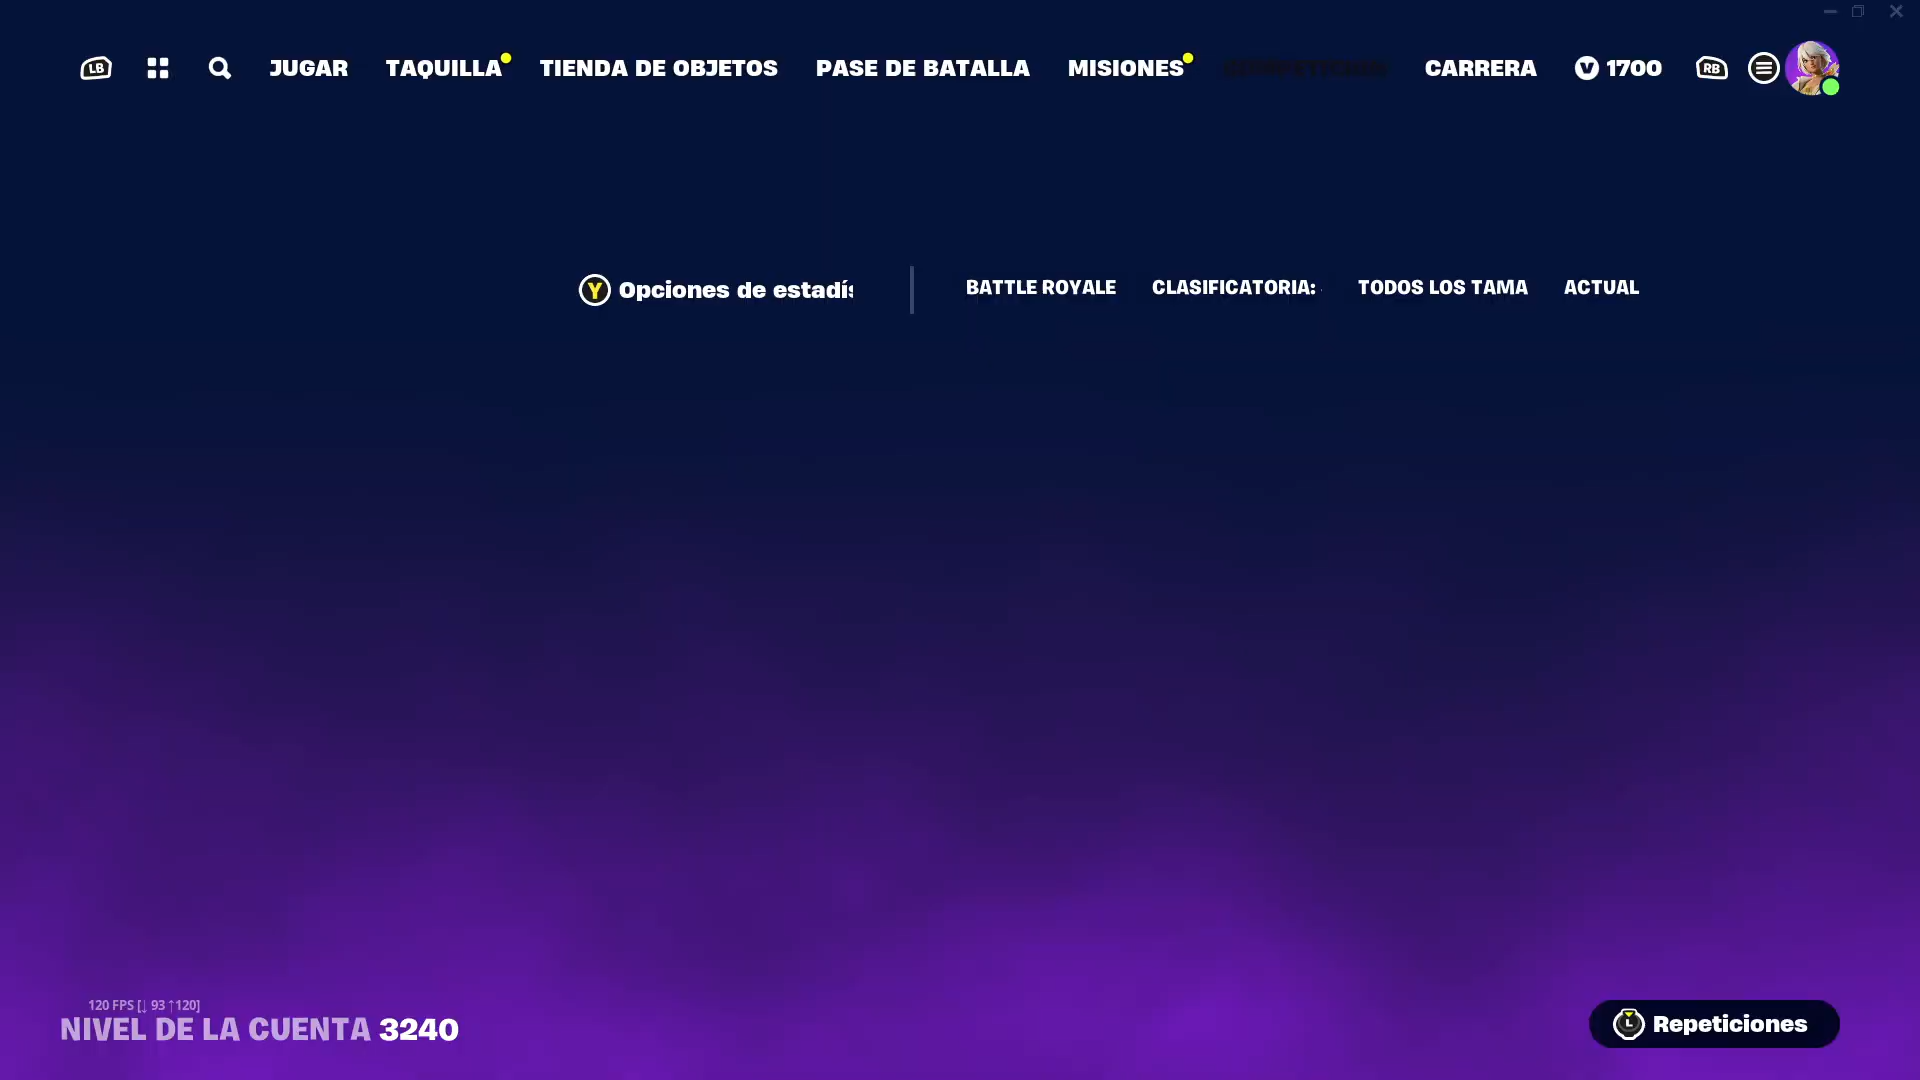 LB JUGAR TAQUILLA TIENDA DE OBJETOS PASE DE BATALLA MISIONES CARRERA V 1700 RB
Y Opciones de BATTLE ROYALE CLASIFICATORIA: TODOS LOS TAMA ACTUAL
120 FPS [↓ 93 ↑120]
NIVEL DE LA CUENTA 3240
L Repeticiones